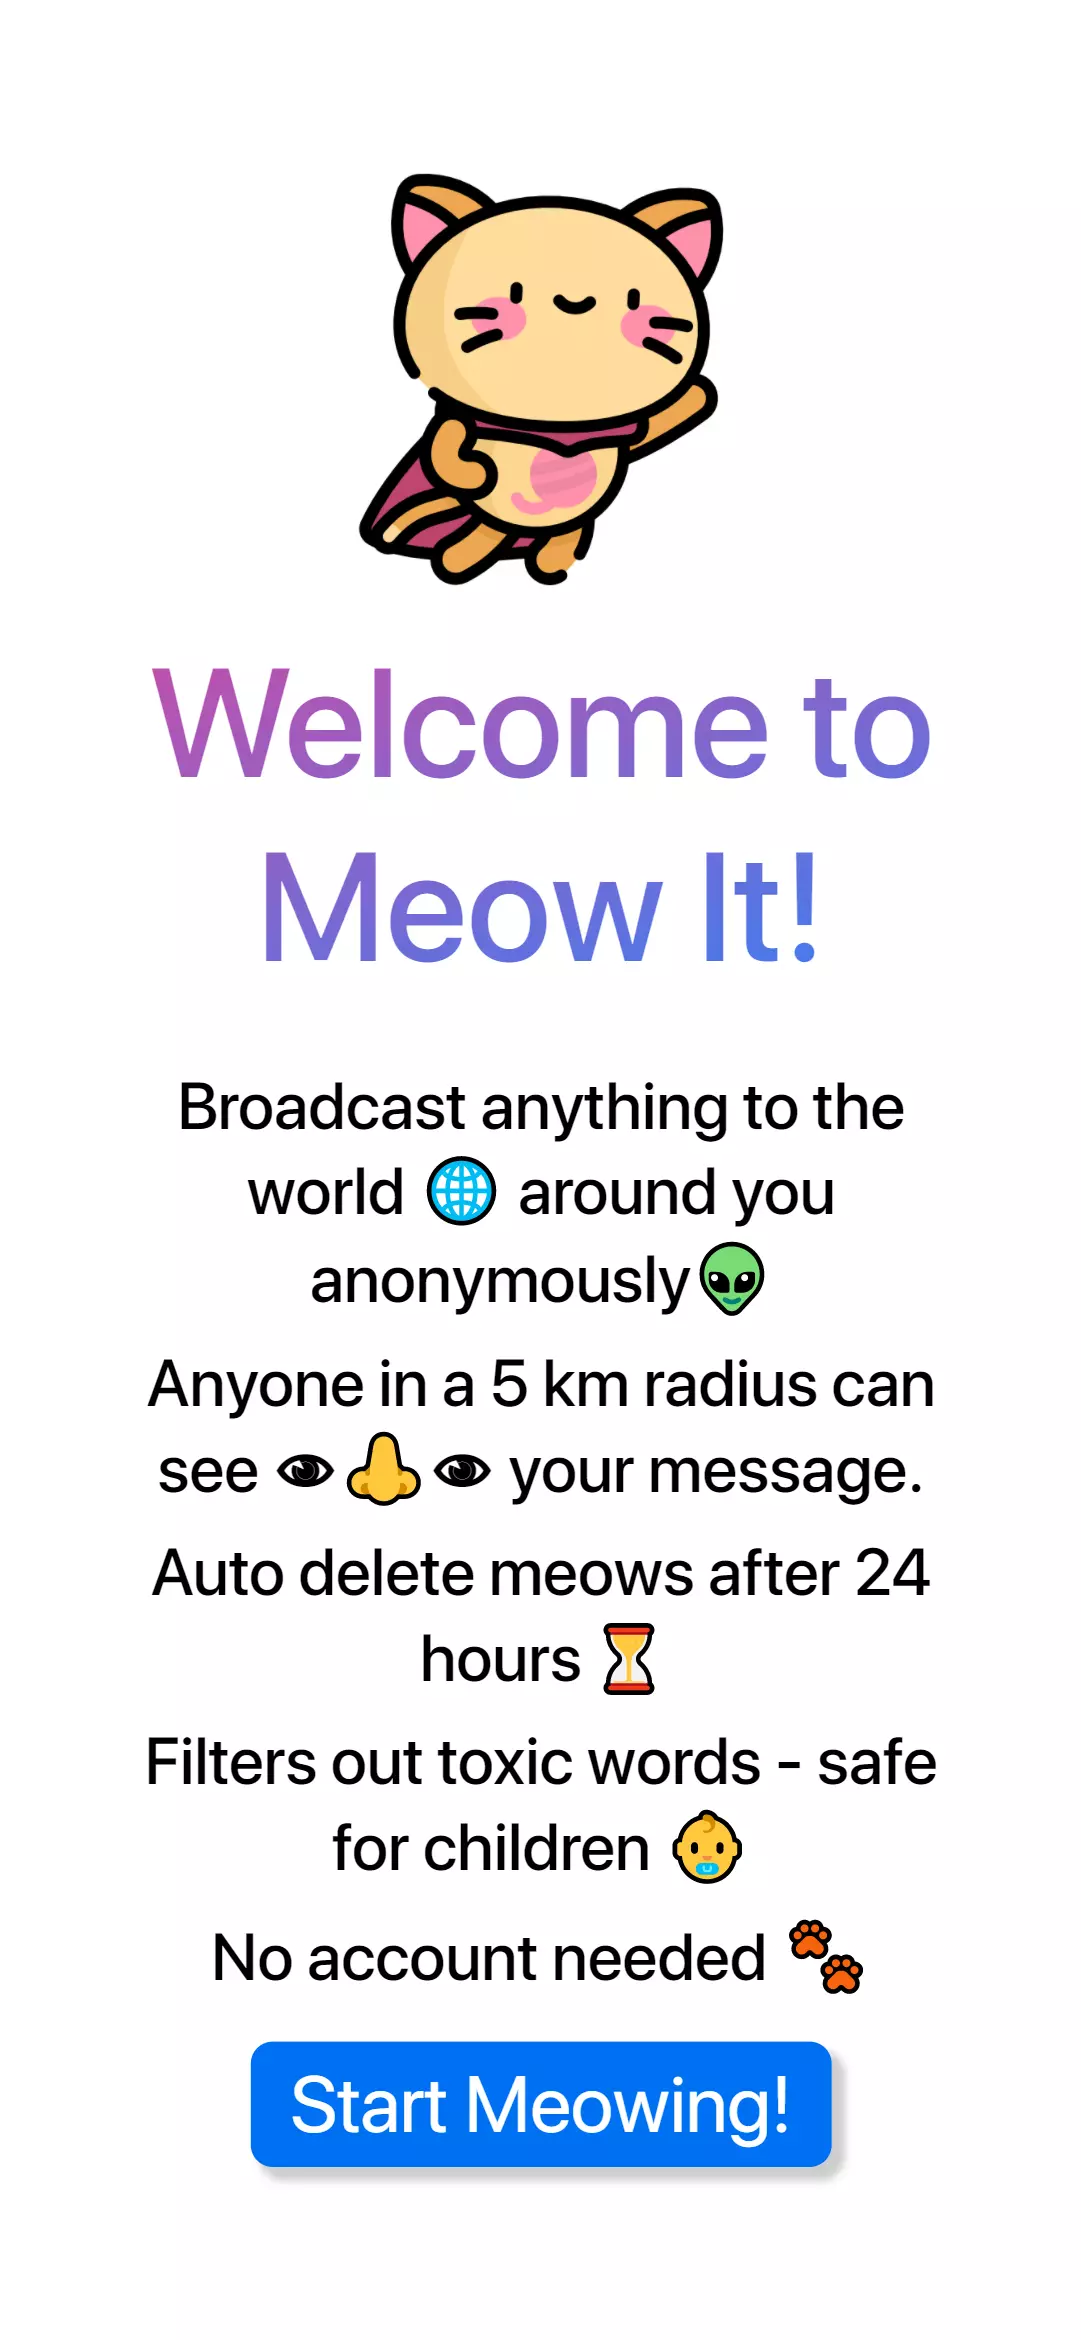 Welcome to
Meow It!
Broadcast anything to the
world 🌐 around you
anonymously👽
Anyone in a 5 km radius can
see 👁👃👁 your message.
Auto delete meows after 24
hours ⏳
Filters out toxic words - safe
for children 👶
No account needed 🐾
Start Meowing!